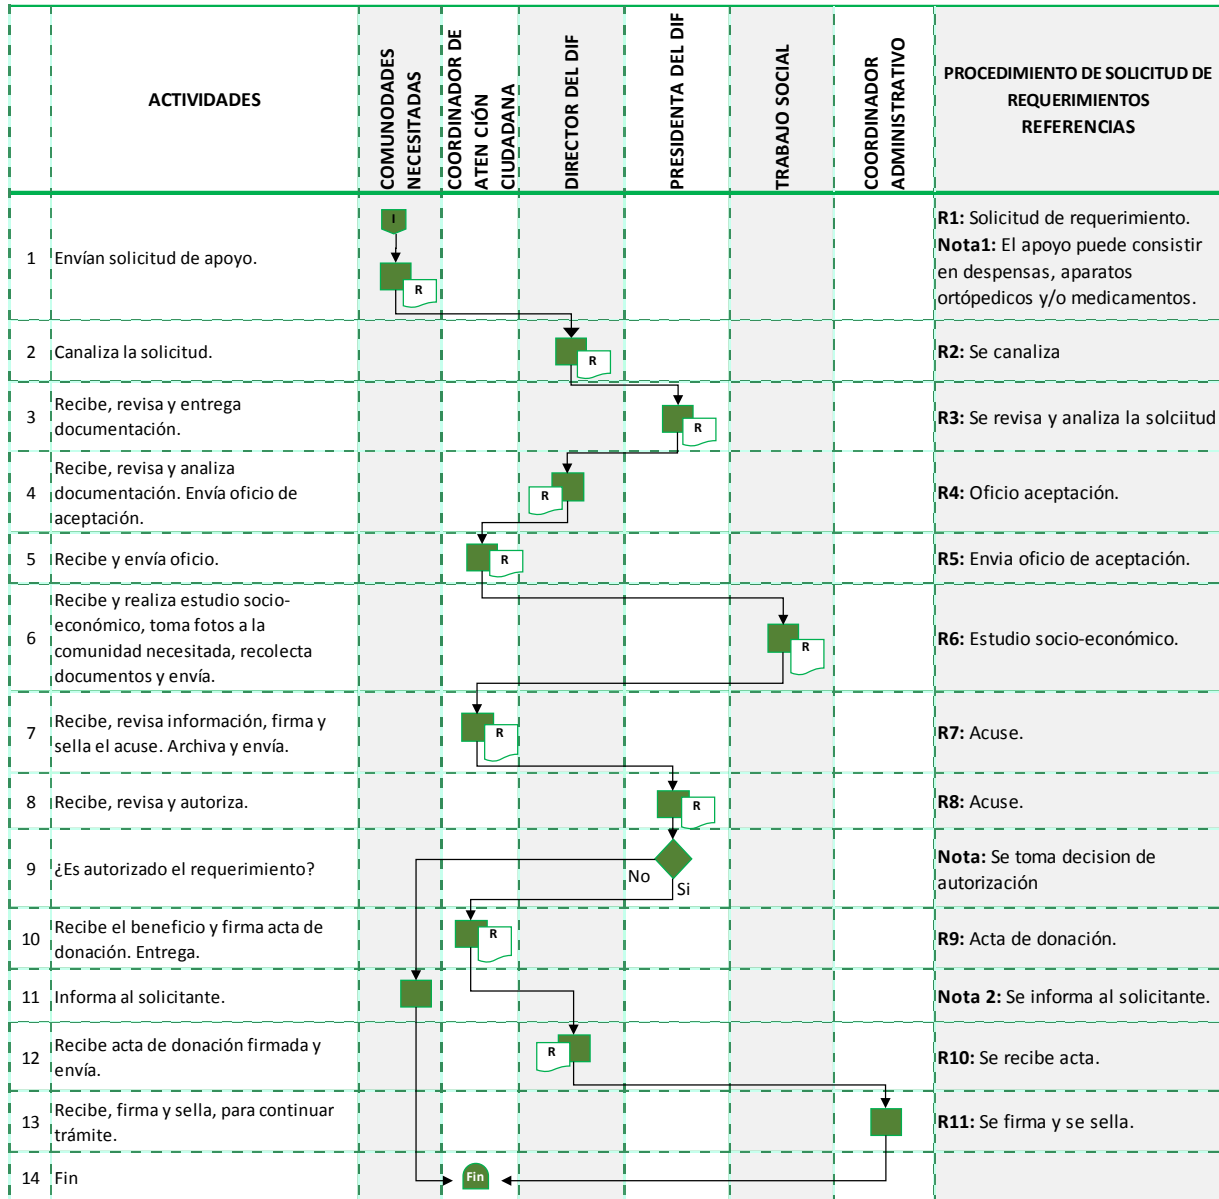 ACTIVIDADES
COMUNODADES
NECESITADAS
COORDINADOR DE
ATEN CIÓN
CIUDADANA
DIRECTOR DEL DIF
PRESIDENTA DEL DIF
TRABAJO SOCIAL
COORDINADOR
ADMINISTRATIVO
PROCEDIMIENTO DE SOLICITUD DE
REQUERIMIENTOS
REFERENCIAS
1
Envían solicitud de apoyo.
I
R
R1: Solicitud de requerimiento.
Nota1: El apoyo puede consistir
en despensas, aparatos
ortópedicos y/o medicamentos.
2
Canaliza la solicitud.
R
R2: Se canaliza
3
Recibe, revisa y entrega
documentación.
R
R3: Se revisa y analiza la solciitud
4
Recibe, revisa y analiza
documentación. Envía oficio de
aceptación.
R
R4: Oficio aceptación.
5
Recibe y envía oficio.
R
R5: Envia oficio de aceptación.
6
Recibe y realiza estudio socio-
económico, toma fotos a la
comunidad necesitada, recolecta
documentos y envía.
R
R6: Estudio socio-económico.
7
Recibe, revisa información, firma y
sella el acuse. Archiva y envía.
R
R7: Acuse.
8
Recibe, revisa y autoriza.
R
R8: Acuse.
9
¿Es autorizado el requerimiento?
No
Si
Nota: Se toma decision de
autorización
10
Recibe el beneficio y firma acta de
donación. Entrega.
R
R9: Acta de donación.
11
Informa al solicitante.
Nota 2: Se informa al solicitante.
12
Recibe acta de donación firmada y
envía.
R
R10: Se recibe acta.
13
Recibe, firma y sella, para continuar
trámite.
R11: Se firma y se sella.
14
Fin
Fin